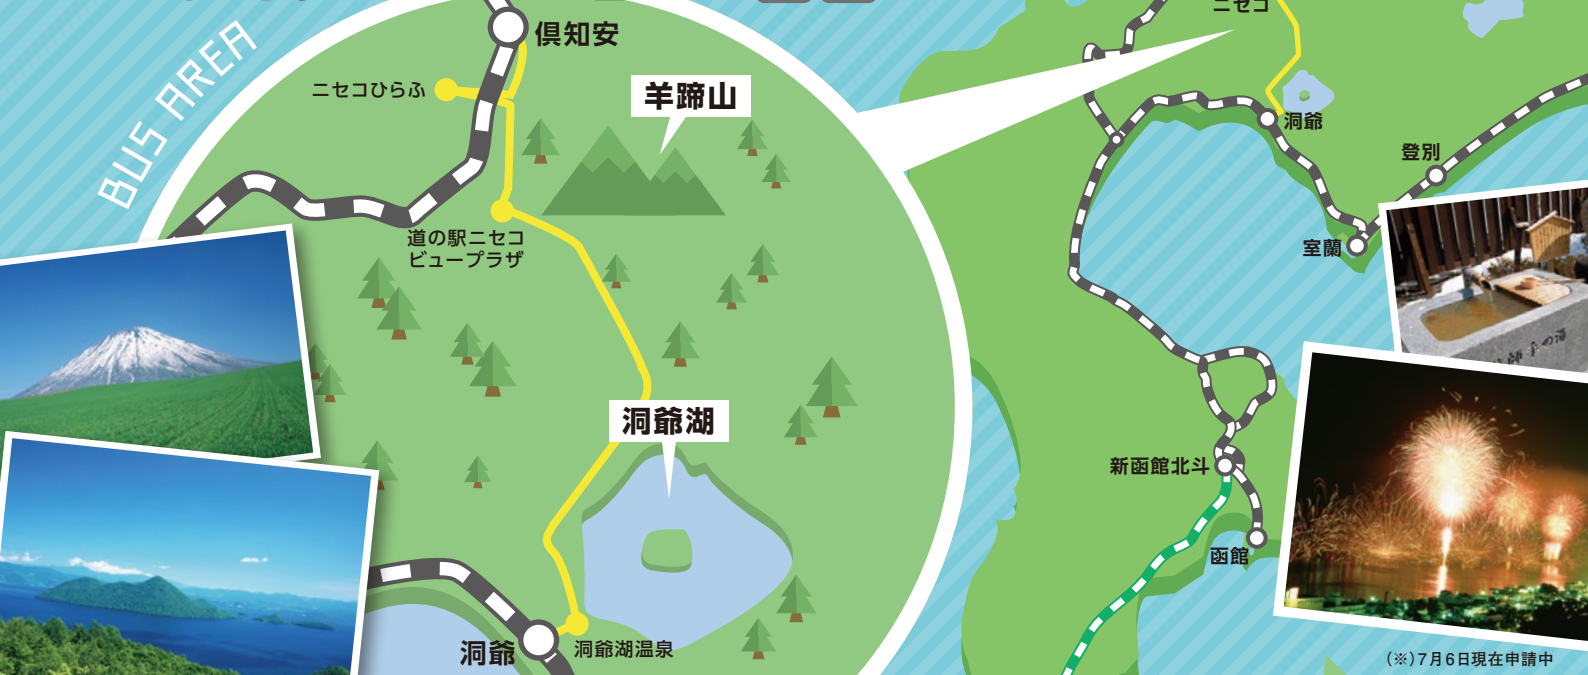 BUS AREA
倶知安
ニセコひらふ
羊蹄山
道の駅ニセコ
ビュープラザ
洞爺湖
洞爺
洞爺湖温泉
ニセコ
洞爺
登別
室蘭
新函館北斗
函館
(※)7月6日現在申請中